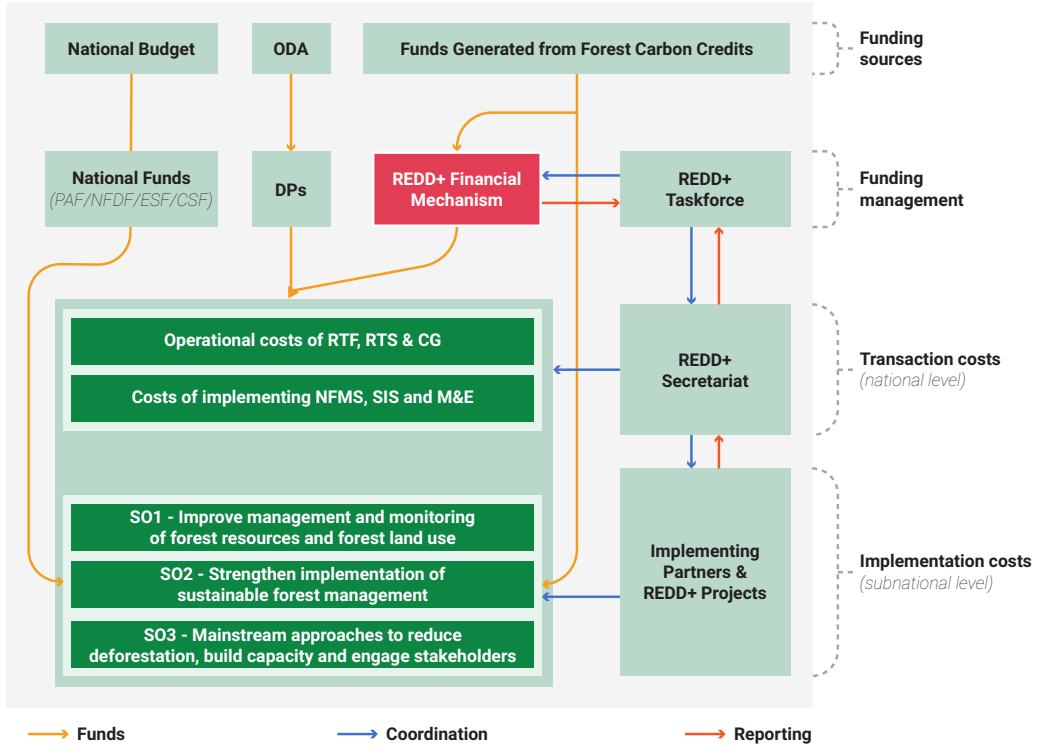 National Budget
ODA
Funds Generated from Forest Carbon Credits
Funding
sources
National Funds
(PAF/NFDF/ESF/CSF)
DPs
REDD+ Financial
Mechanism
REDD+
Taskforce
Funding
management
Operational costs of RTF, RTS & CG
Costs of implementing NFMS, SIS and M&E
REDD+
Secretariat
Transaction costs
(national level)
SO1 - Improve management and monitoring
of forest resources and forest land use
SO2 - Strengthen implementation of
sustainable forest management
SO3 - Mainstream approaches to reduce
deforestation, build capacity and engage stakeholders
Implementing
Partners &
REDD+ Projects
Implementation costs
(subnational level)
Funds
Coordination
Reporting